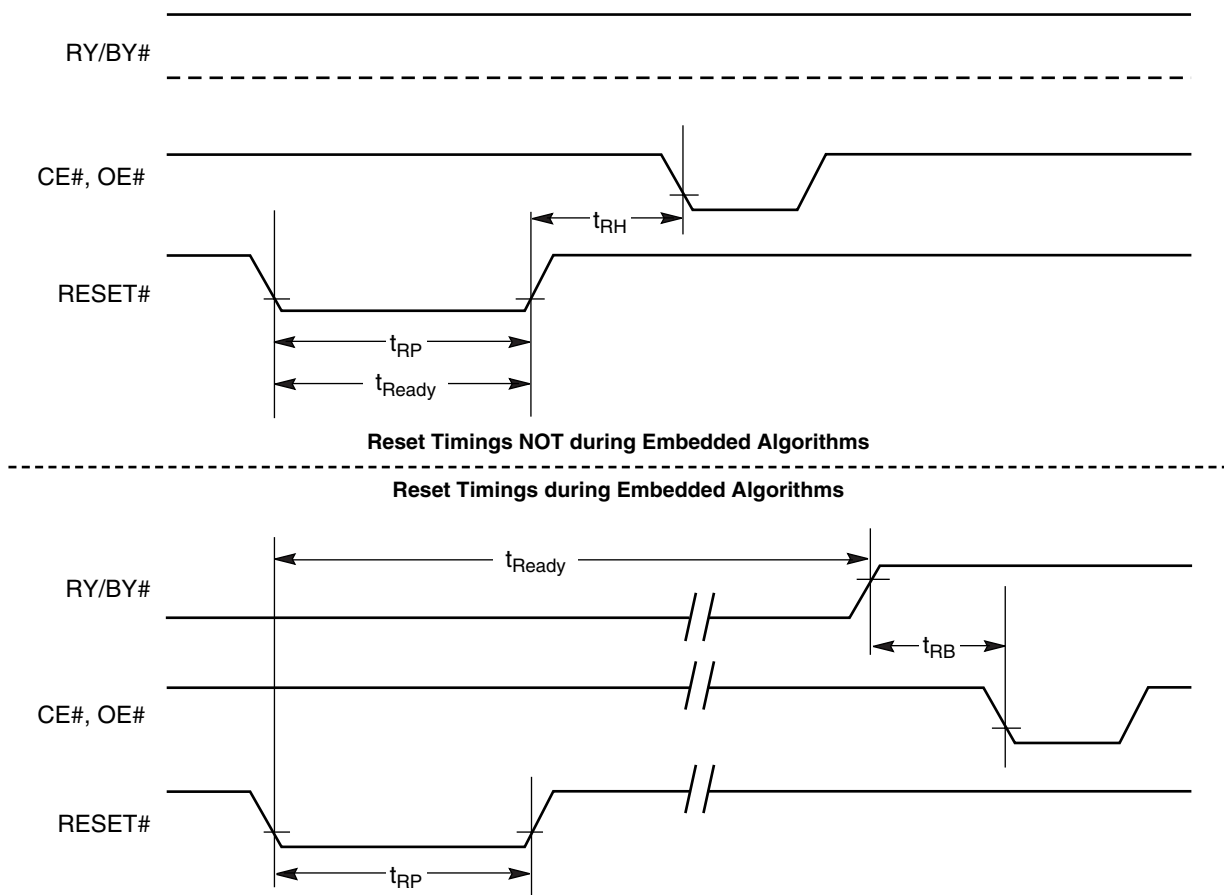 RY/BY#
CE#, OE#
tRH
RESET#
tRP
tReady
Reset Timings NOT during Embedded Algorithms
Reset Timings during Embedded Algorithms
tReady
RY/BY#
tRB
CE#, OE#
RESET#
tRP